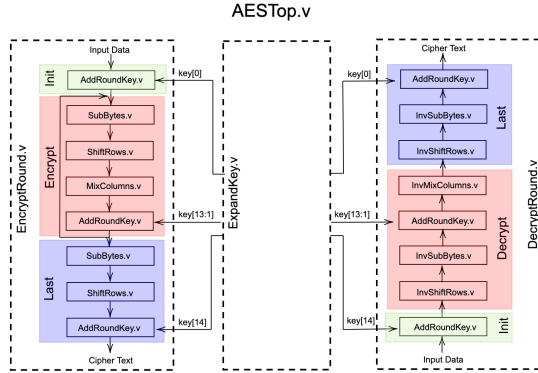 AESTop.v
Input Data
Init
AddRoundKey.v
key[0]
EncryptRound.v
Encrypt
SubBytes.v
ShiftRows.v
MixColumns.v
AddRoundKey.v
key[13:1]
Last
SubBytes.v
ShiftRows.v
AddRoundKey.v
key[14]
Cipher Text
ExpandKey.v
Cipher Text
key[0]
AddRoundKey.v
InvSubBytes.v
InvShiftRows.v
Last
InvMixColumns.v
key[13:1]
AddRoundKey.v
InvSubBytes.v
InvShiftRows.v
Decrypt
DecryptRound.v
key[14]
AddRoundKey.v
Init
Input Data